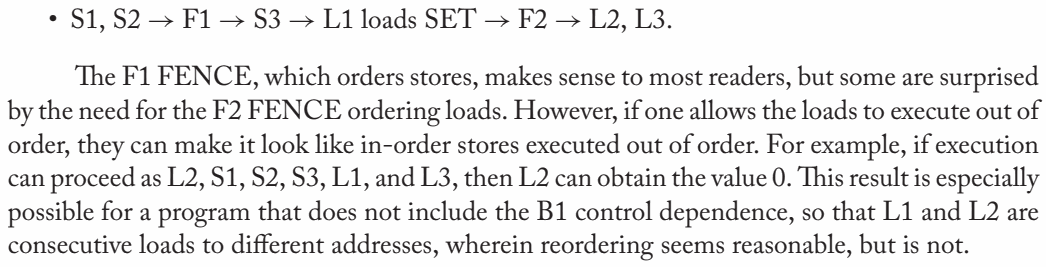 • S1, S2 → F1 → S3 → L1 loads SET → F2 → L2, L3.
The F1 FENCE, which orders stores, makes sense to most readers, but some are surprised
by the need for the F2 FENCE ordering loads. However, if one allows the loads to execute out of
order, they can make it look like in-order stores executed out of order. For example, if execution
can proceed as L2, S1, S2, S3, L1, and L3, then L2 can obtain the value 0. This result is especially
possible for a program that does not include the B1 control dependence, so that L1 and L2 are
consecutive loads to different addresses, wherein reordering seems reasonable, but is not.